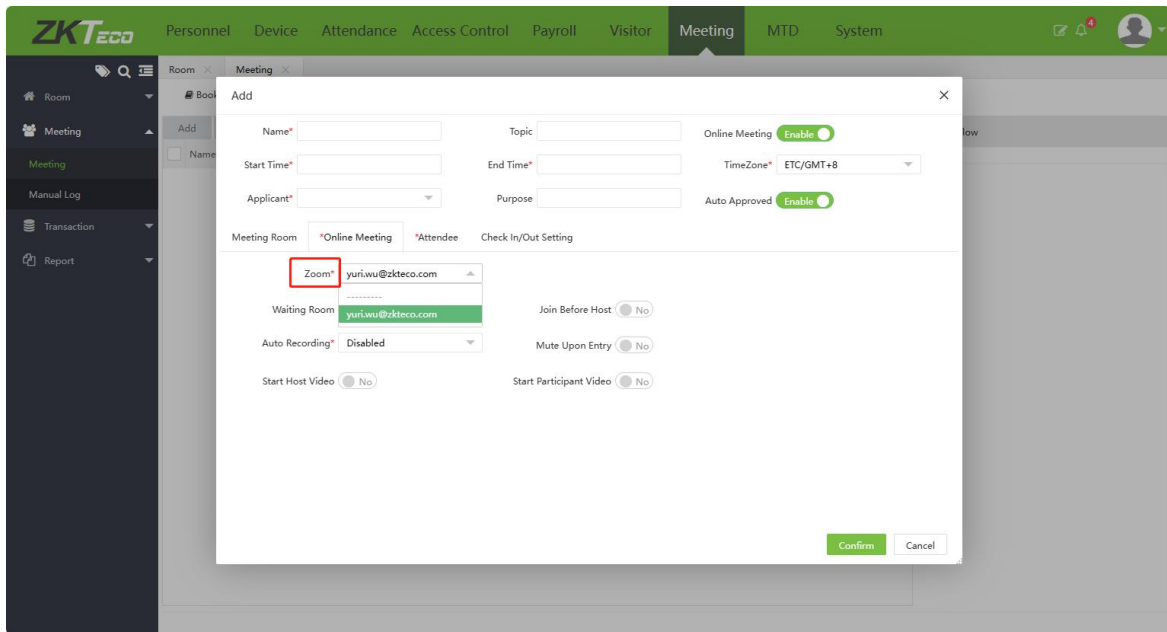 ZKTECO Personnel Device Attendance Access Control Payroll Visitor Meeting MTD System 4
Room Meeting
Room
Meeting
Meeting
Manual Log
Transaction
Report
Book
Add
Name
low
Add
Name* Topic Online Meeting Enable
Start Time* End Time* TimeZone* ETC/GMT+8
Applicant* Purpose Auto Approved Enable
Meeting Room *Online Meeting *Attendee Check In/Out Setting
Zoom* yuri.wu@zkteco.com
---------
Waiting Room yuri.wu@zkteco.com Join Before Host No
Auto Recording* Disabled Mute Upon Entry No
Start Host Video No Start Participant Video No
Confirm Cancel